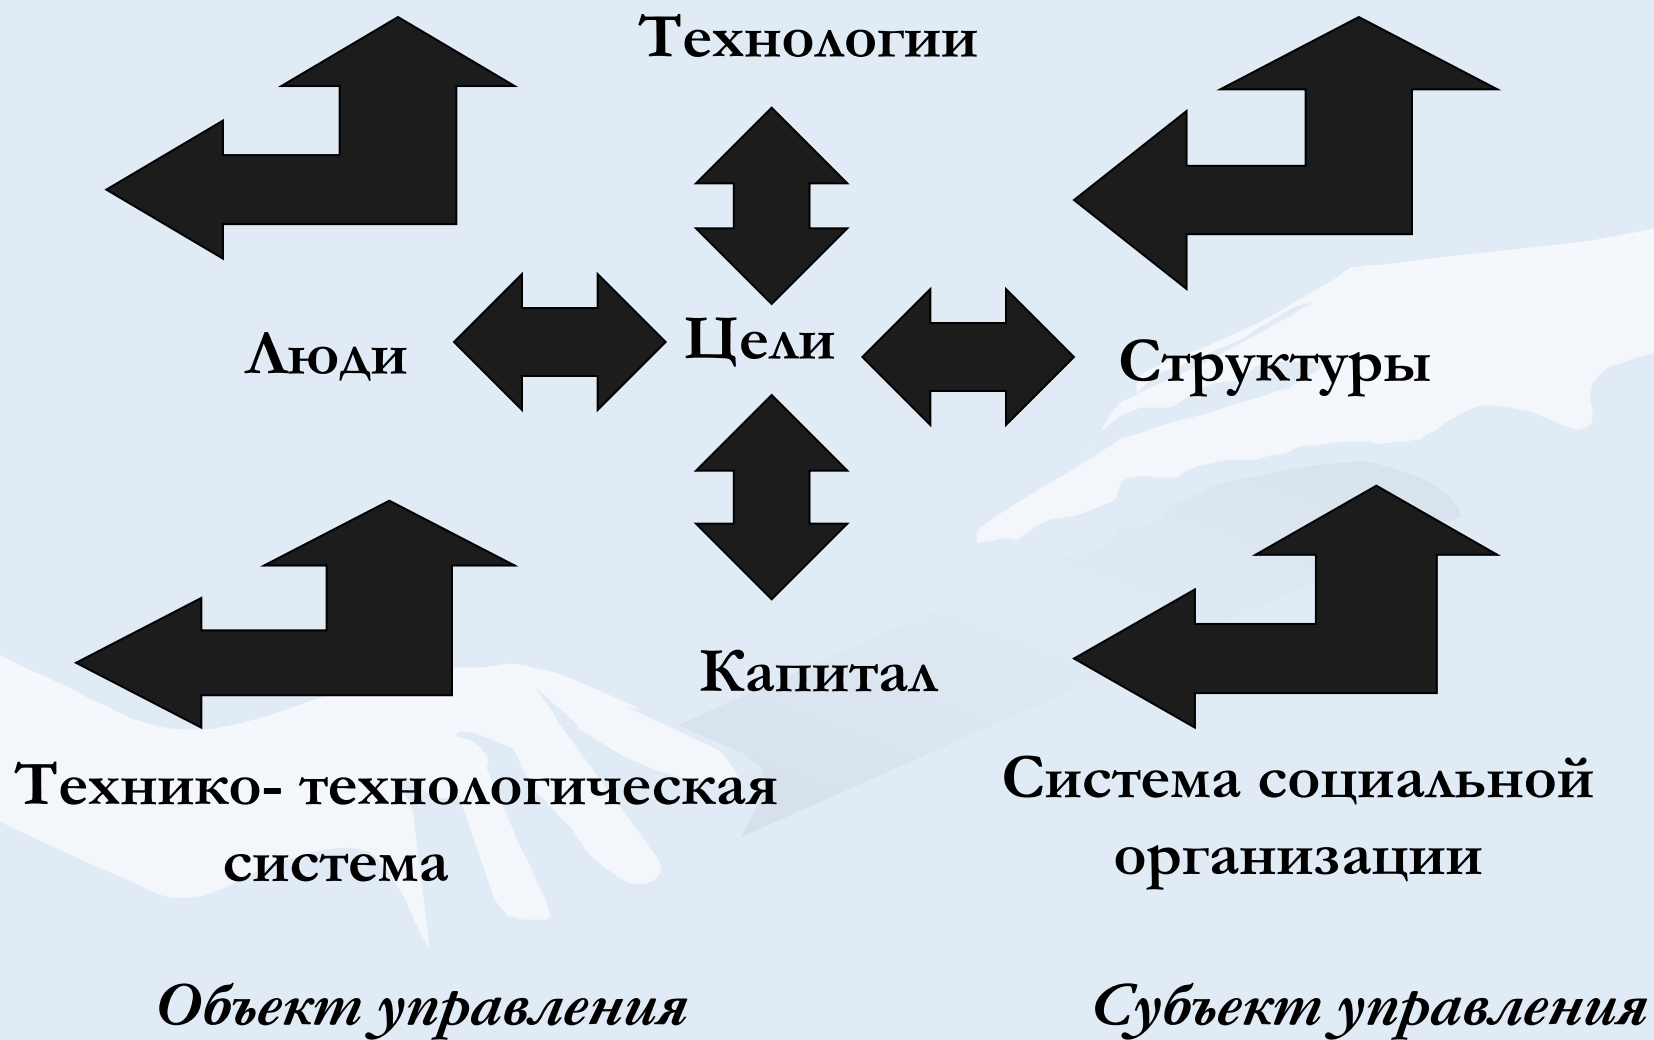 Технологии
Люди
Цели
Структуры
Капитал
Технико- технологическая
система
Система социальной
организации
Объект управления
Субъект управления